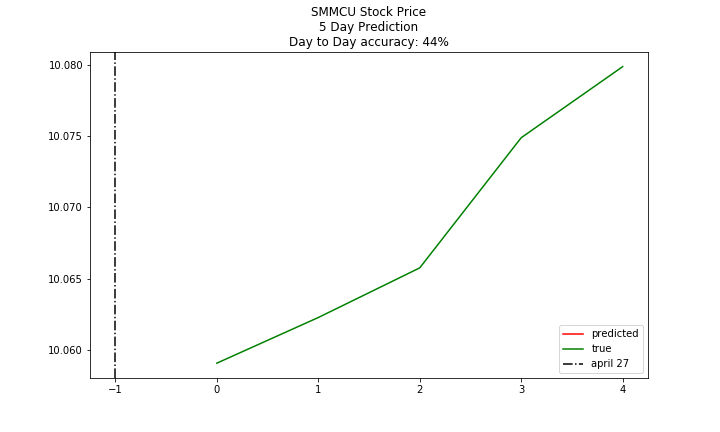 SMMCU Stock Price
5 Day Prediction
Day to Day accuracy: 44%
10.080
10.075
10.070
10.065
10.060
predicted
true
april 27
−1 0 1 2 3 4